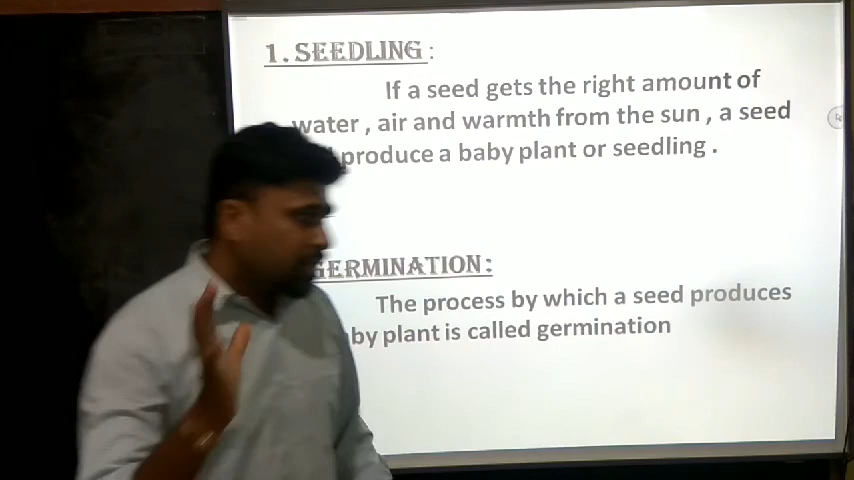 1. SEEDLING :
If a seed gets the right amount of
water , air and warmth from the sun , a seed
produce a baby plant or seedling .
GERMINATION :
The process by which a seed produces
by plant is called germination